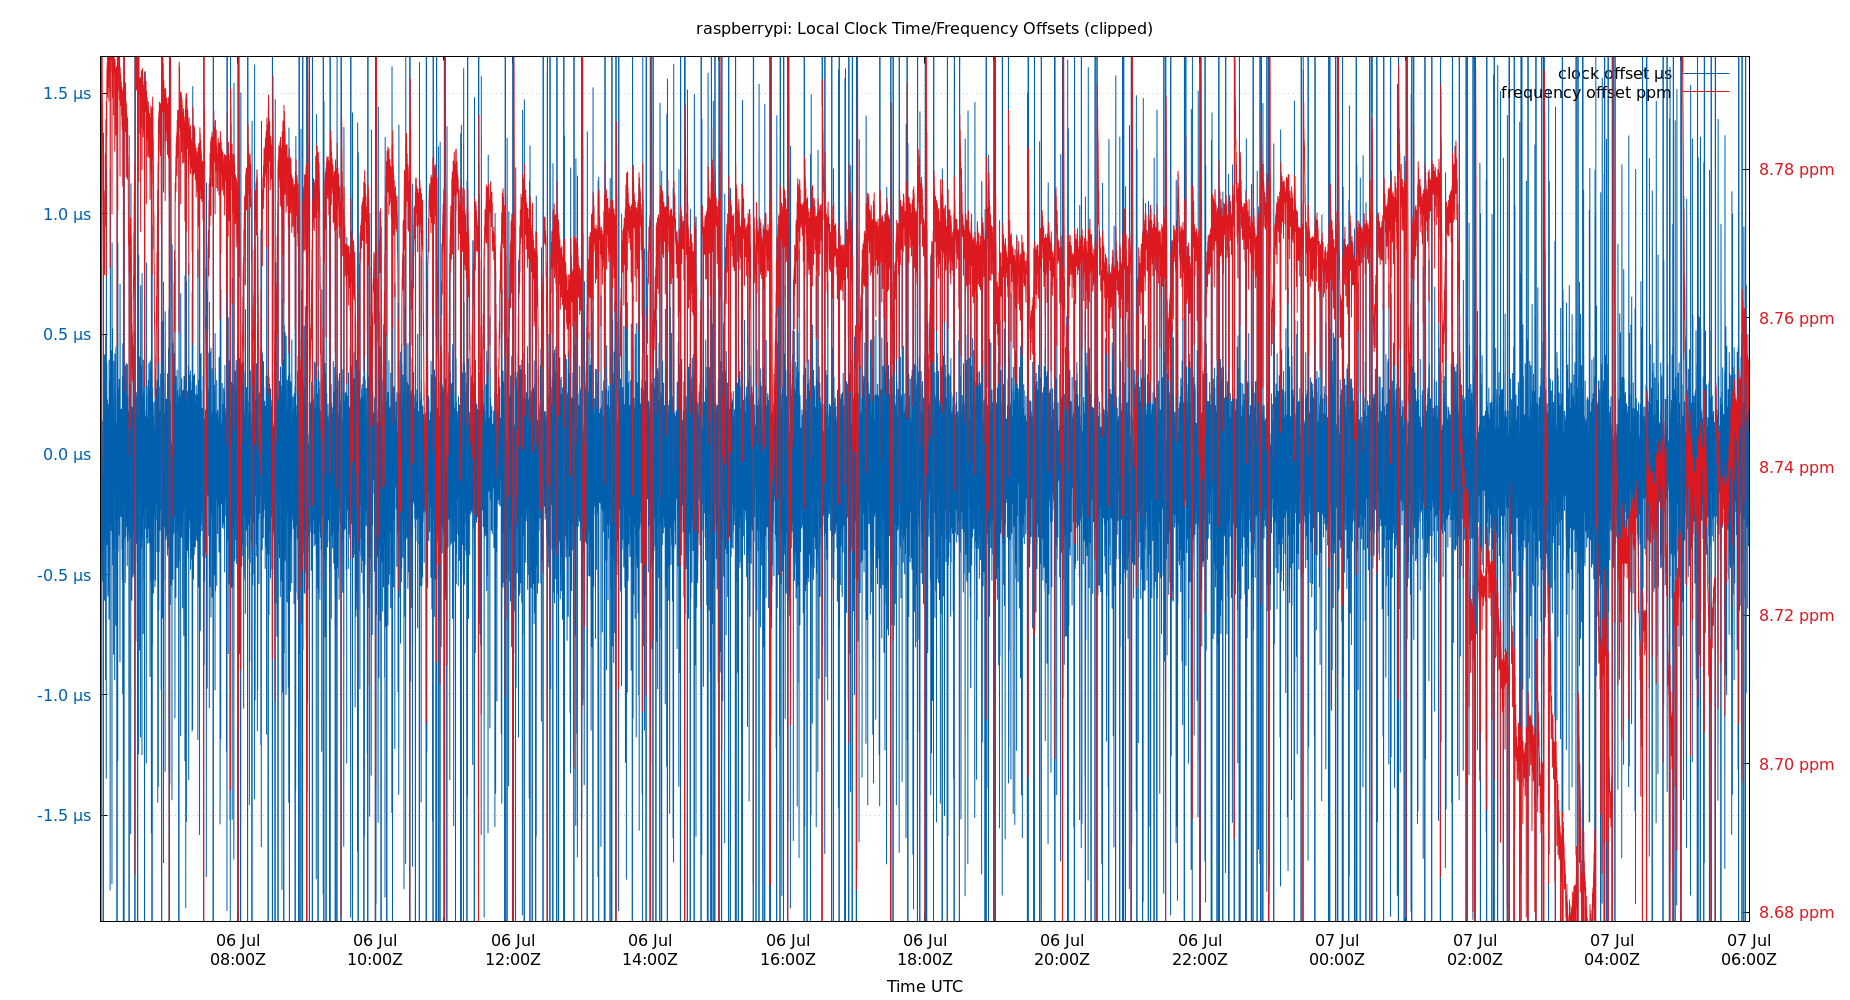 raspberrypi: Local Clock Time/Frequency Offsets (clipped)
clock offset µs
frequency offset ppm
1.5 µs
1.0 µs
0.5 µs
0.0 µs
-0.5 µs
-1.0 µs
-1.5 µs
8.78 ppm
8.76 ppm
8.74 ppm
8.72 ppm
8.70 ppm
8.68 ppm
06 Jul 06 Jul 06 Jul 06 Jul 06 Jul 06 Jul 06 Jul 06 Jul 07 Jul 07 Jul 07 Jul 07 Jul
08:00Z 10:00Z 12:00Z 14:00Z 16:00Z 18:00Z 20:00Z 22:00Z 00:00Z 02:00Z 04:00Z 06:00Z
Time UTC